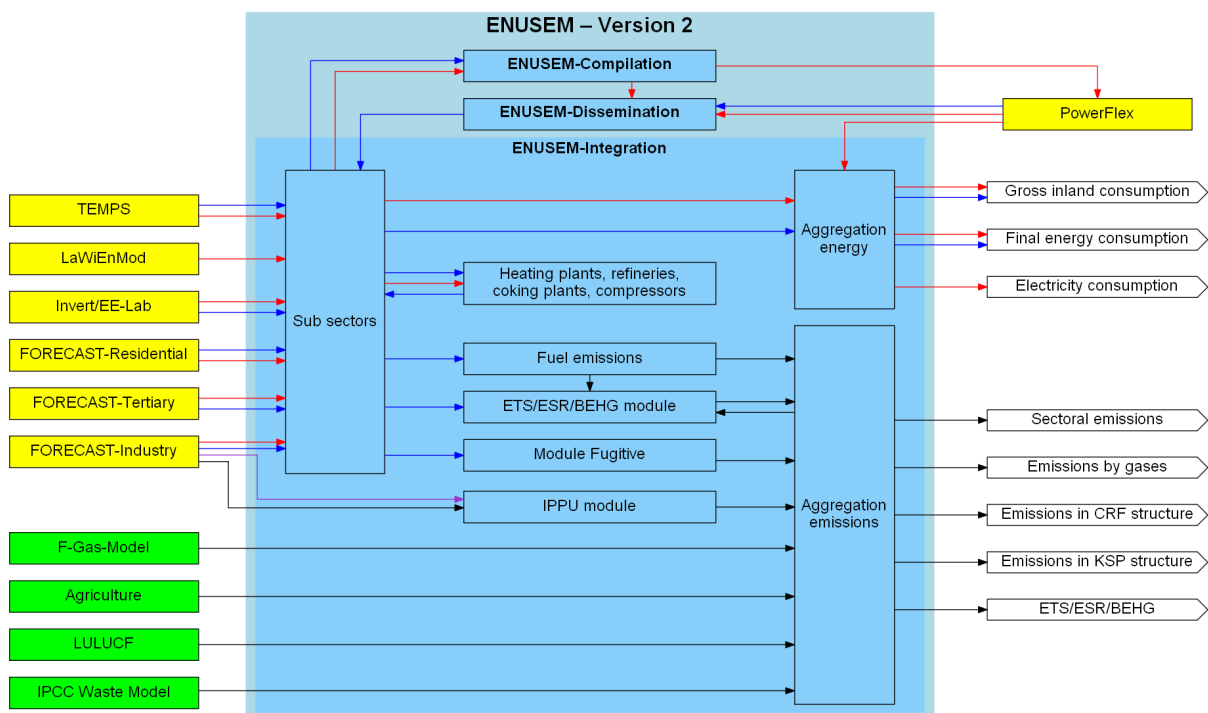 ENUSEM – Version 2
ENUSEM-Compilation
ENUSEM-Dissemination
PowerFlex
ENUSEM-Integration
TEMPS
LaWiEnMod
Invert/EE-Lab
FORECAST-Residential
FORECAST-Tertiary
FORECAST-Industry
F-Gas-Model
Agriculture
LULUCF
IPCC Waste Model
Sub sectors
Heating plants, refineries,
coking plants, compressors
Fuel emissions
ETS/ESR/BEHG module
Module Fugitive
IPPU module
Aggregation
energy
Aggregation
emissions
Gross inland consumption
Final energy consumption
Electricity consumption
Sectoral emissions
Emissions by gases
Emissions in CRF structure
Emissions in KSP structure
ETS/ESR/BEHG